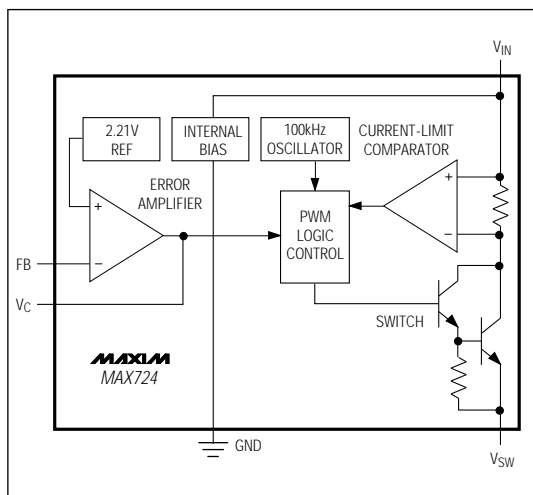 V_IN
2.21V
REF
INTERNAL
BIAS
100kHz
OSCILLATOR
CURRENT-LIMIT
COMPARATOR
ERROR
AMPLIFIER
+
−
+
−
PWM
LOGIC
CONTROL
FB
V_C
SWITCH
MAXIM
MAX724
GND
V_SW